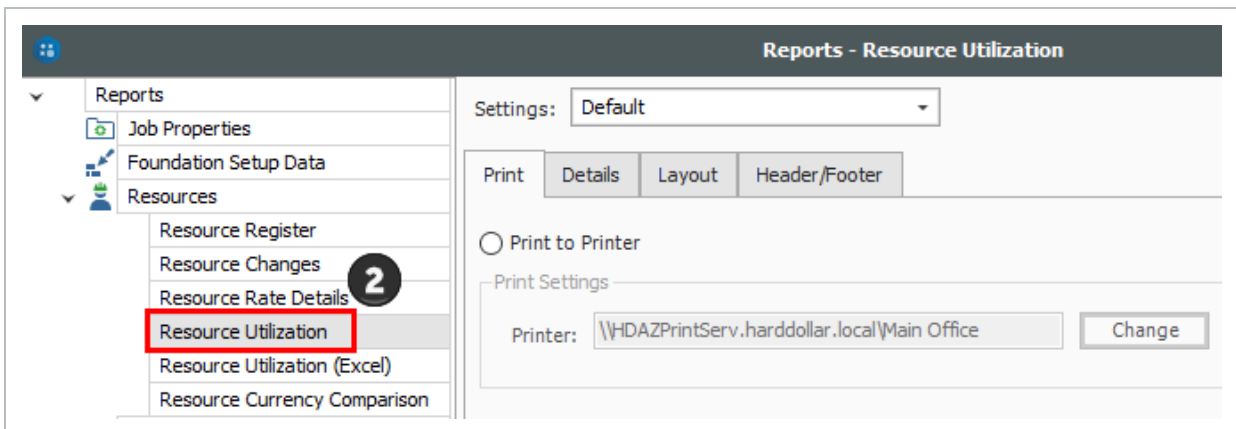 Reports - Resource Utilization
Reports
Job Properties
Foundation Setup Data
Resources
Resource Register
Resource Changes
Resource Rate Details
2
Resource Utilization
Resource Utilization (Excel)
Resource Currency Comparison
Settings: Default
Print Details Layout Header/Footer
Print to Printer
Print Settings
Printer: \\HDAZPrintServ.harddollar.local\Main Office Change